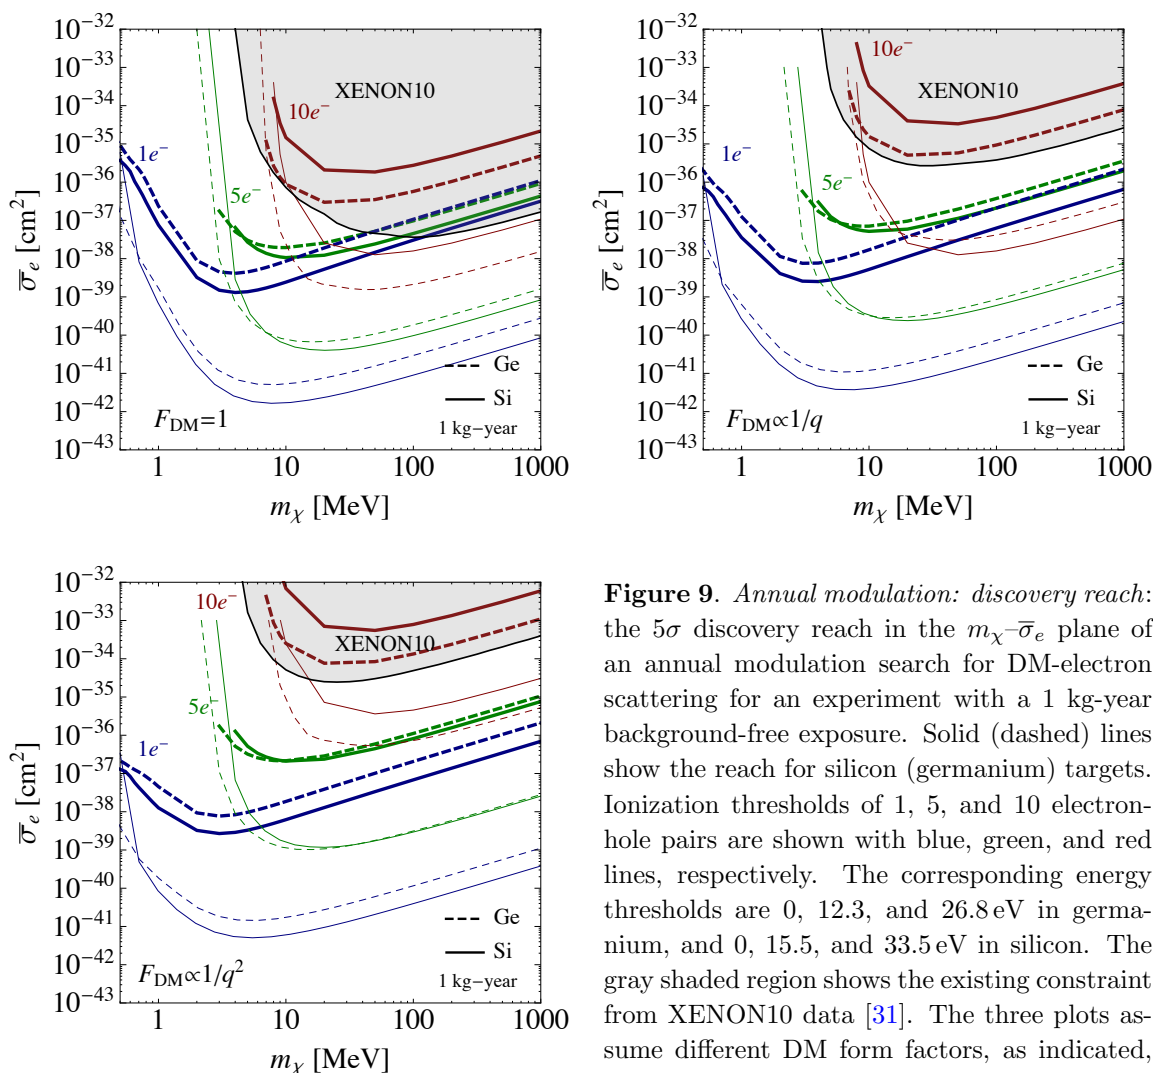 10⁻³²
10⁻³³
10⁻³⁴
10⁻³⁵
10⁻³⁶
10⁻³⁷
10⁻³⁸
10⁻³⁹
10⁻⁴⁰
10⁻⁴¹
10⁻⁴²
10⁻⁴³
σ̅ₑ [cm²]
XENON10
10e⁻
1e⁻
5e⁻
Ge
Si
F_DM=1
1 kg−year
1 10 100 1000
m_χ [MeV]
10⁻³²
10⁻³³
10⁻³⁴
10⁻³⁵
10⁻³⁶
10⁻³⁷
10⁻³⁸
10⁻³⁹
10⁻⁴⁰
10⁻⁴¹
10⁻⁴²
10⁻⁴³
σ̅ₑ [cm²]
10e⁻
XENON10
1e⁻
5e⁻
Ge
Si
F_DM∝1/q
1 kg−year
1 10 100 1000
m_χ [MeV]
10⁻³²
10⁻³³
10⁻³⁴
10⁻³⁵
10⁻³⁶
10⁻³⁷
10⁻³⁸
10⁻³⁹
10⁻⁴⁰
10⁻⁴¹
10⁻⁴²
10⁻⁴³
σ̅ₑ [cm²]
10e⁻
XENON10
5e⁻
1e⁻
Ge
Si
F_DM∝1/q²
1 kg−year
1 10 100 1000
m_χ [MeV]
Figure 9. Annual modulation: discovery reach:
the 5σ discovery reach in the m_χ–σ̅ₑ plane of
an annual modulation search for DM-electron
scattering for an experiment with a 1 kg-year
background-free exposure. Solid (dashed) lines
show the reach for silicon (germanium) targets.
Ionization thresholds of 1, 5, and 10 electron-
hole pairs are shown with blue, green, and red
lines, respectively. The corresponding energy
thresholds are 0, 12.3, and 26.8 eV in germa-
nium, and 0, 15.5, and 33.5 eV in silicon. The
gray shaded region shows the existing constraint
from XENON10 data [31]. The three plots as-
sume different DM form factors, as indicated,